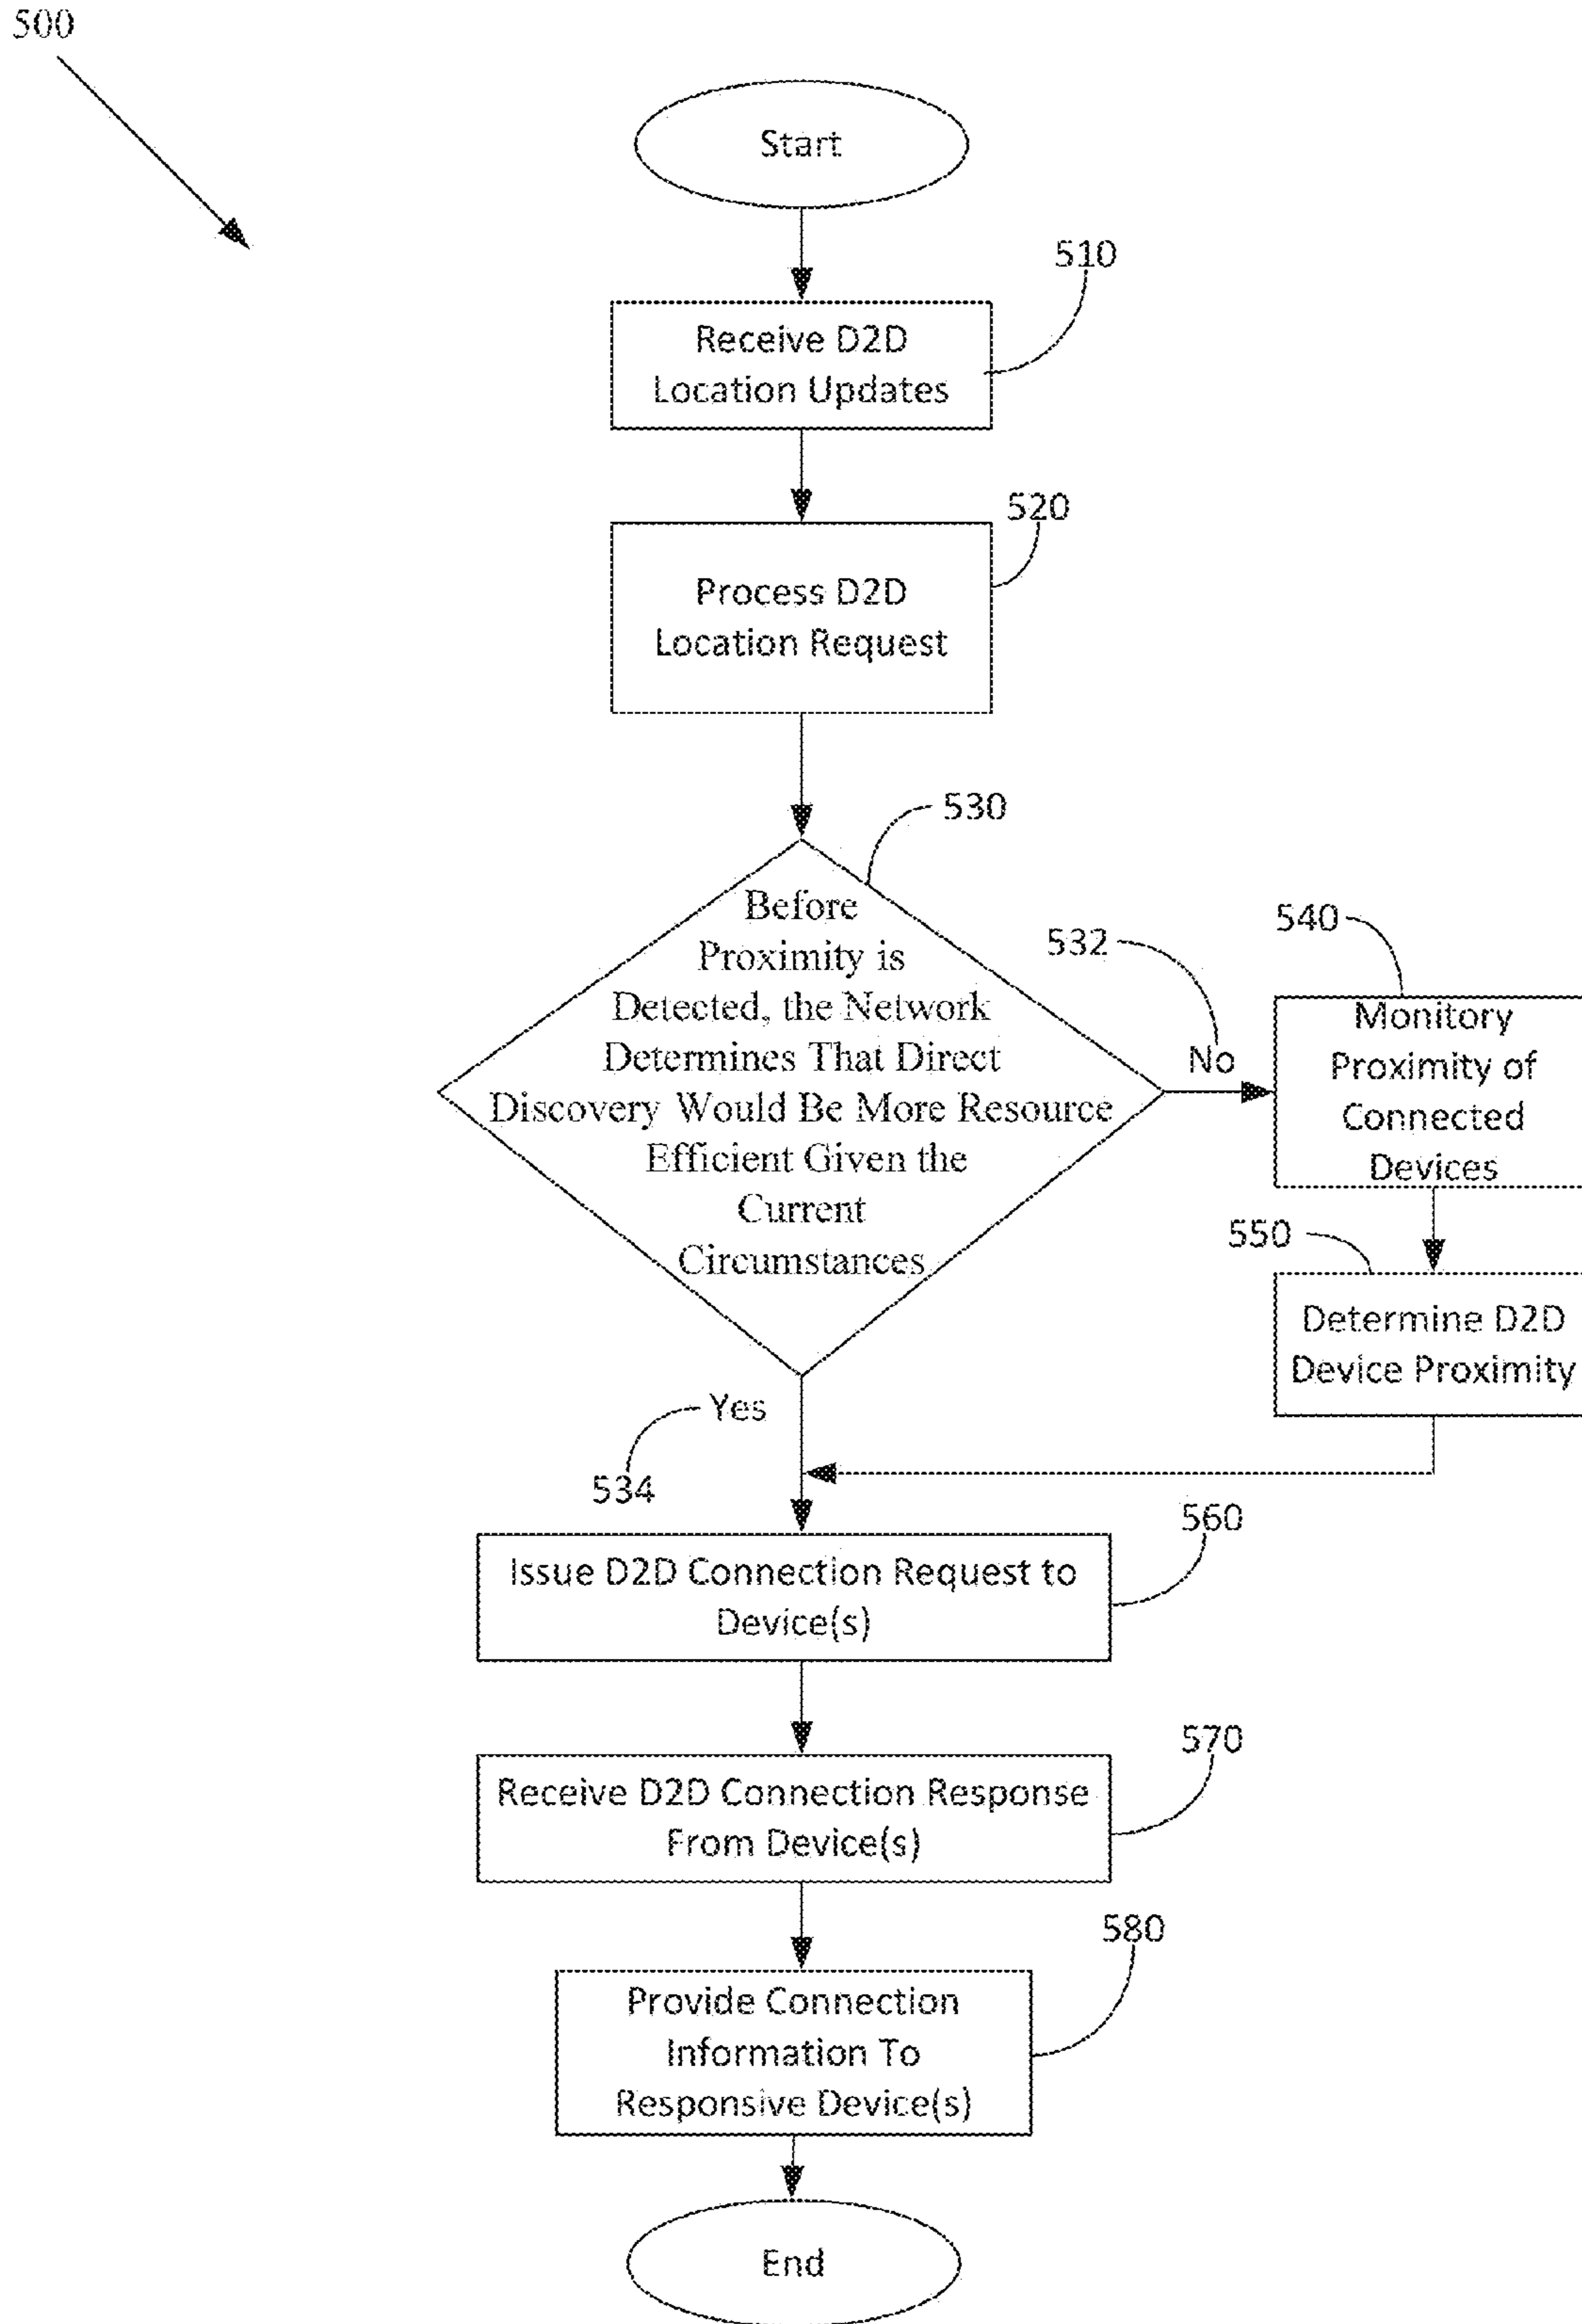 500
Start
510
Receive D2D
Location Updates
520
Process D2D
Location Request
530
Before
Proximity is
Detected, the Network
Determines That Direct
Discovery Would Be More Resource
Efficient Given the
Current
Circumstances
532
No
540
Monitory
Proximity of
Connected
Devices
550
Determine D2D
Device Proximity
Yes
534
560
Issue D2D Connection Request to
Device(s)
570
Receive D2D Connection Response
From Device(s)
580
Provide Connection
Information To
Responsive Device(s)
End